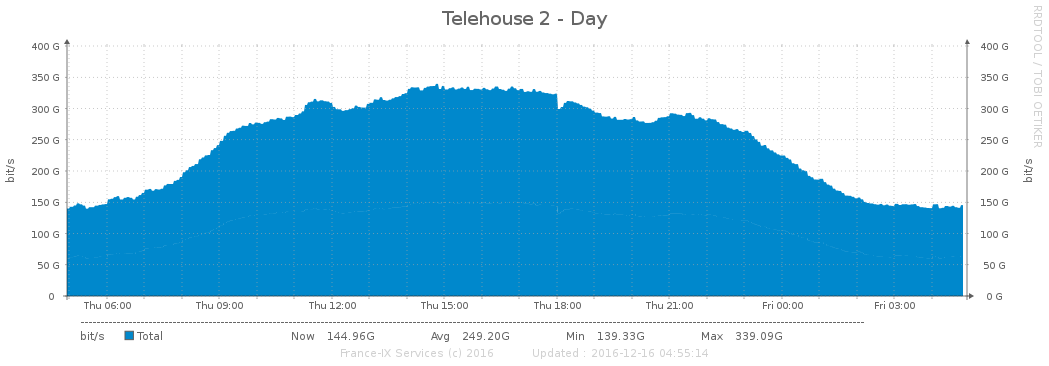 Telehouse 2 - Day
RRDTOOL / TOBI OETIKER
bit/s
bit/s
400 G 400 G
350 G 350 G
300 G 300 G
250 G 250 G
200 G 200 G
150 G 150 G
100 G 100 G
50 G 50 G
0 0 G
Thu 06:00 Thu 09:00 Thu 12:00 Thu 15:00 Thu 18:00 Thu 21:00 Fri 00:00 Fri 03:00
bit/s Total Now 144.96G Avg 249.20G Min 139.33G Max 339.09G
France-IX Services (c) 2016 Updated : 2016-12-16 04:55:14